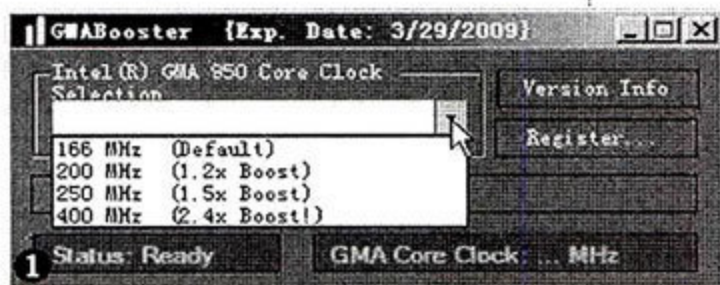 GMABooster {Exp. Date: 3/29/2009}
Intel(R) GMA 950 Core Clock
Selection
Version Info
Register...
166 MHz (Default)
200 MHz (1.2x Boost)
250 MHz (1.5x Boost)
400 MHz (2.4x Boost!)
1
Status: Ready
GMA Core Clock: ... MHz